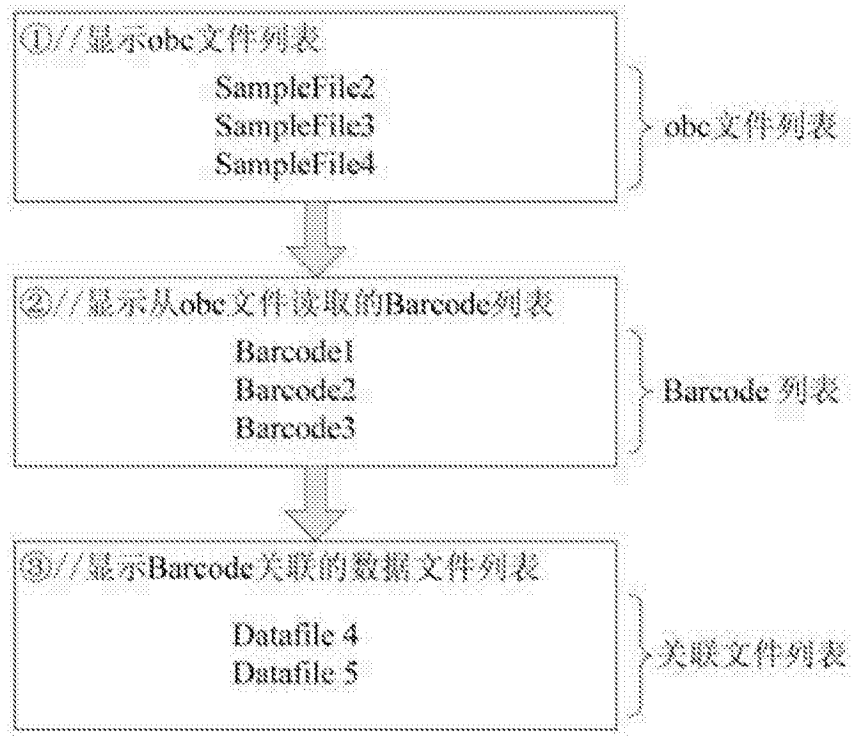 ①//显示obc文件列表
SampleFile2
SampleFile3
SampleFile4
obc文件列表
②//显示从obc文件读取的Barcode列表
Barcode1
Barcode2
Barcode3
Barcode 列表
③//显示Barcode关联的数据文件列表
Datafile 4
Datafile 5
关联文件列表